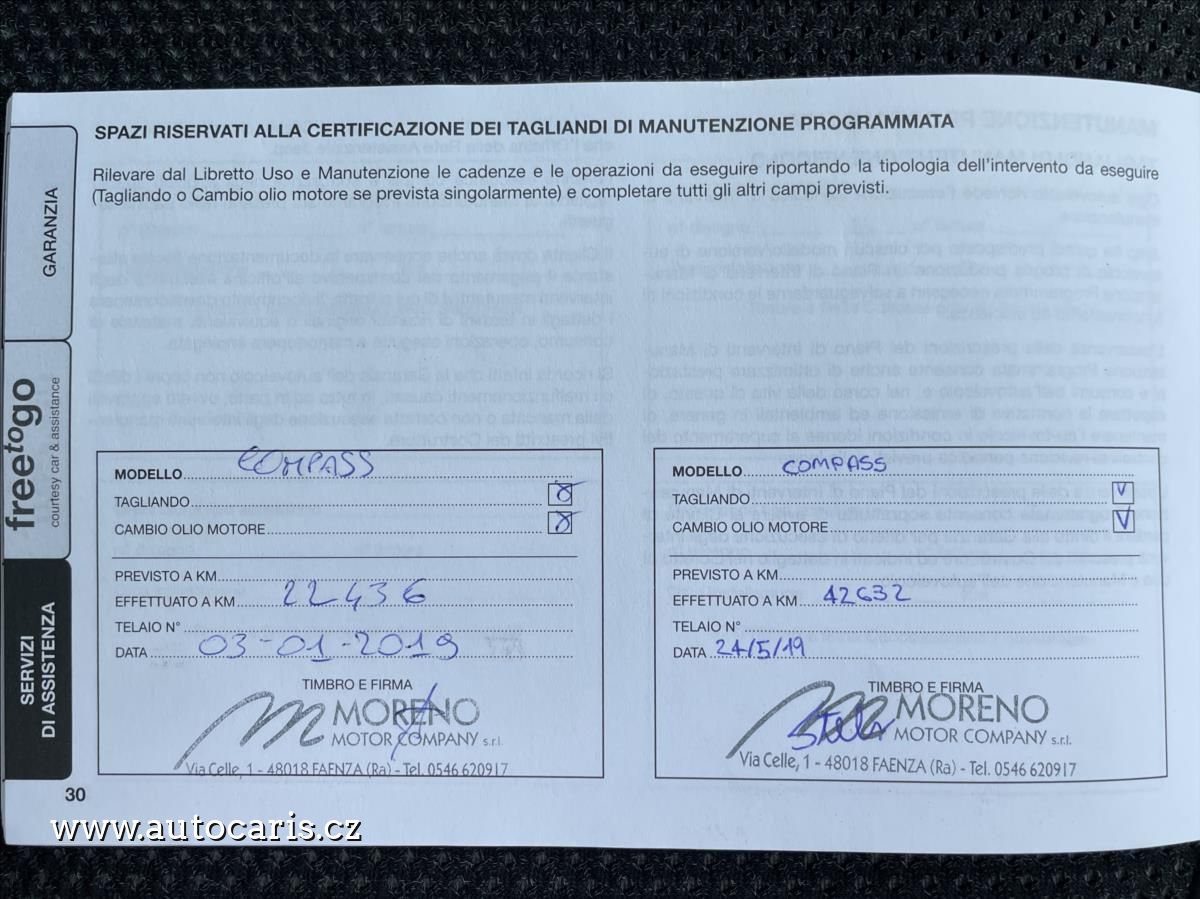 SPAZI RISERVATI ALLA CERTIFICAZIONE DEI TAGLIANDI DI MANUTENZIONE PROGRAMMATA
Rilevare dal Libretto Uso e Manutenzione le cadenze e le operazioni da eseguire riportando la tipologia dell'intervento da eseguire
(Tagliando o Cambio olio motore se prevista singolarmente) e completare tutti gli altri campi previsti.
GARANZIA
freetogo
courtesy car & assistance
SERVIZI
DI ASSISTENZA
MODELLO COMPASS
TAGLIANDO X
CAMBIO OLIO MOTORE X
PREVISTO A KM
EFFETTUATO A KM 22436
TELAIO N°
DATA 03-01-2019
TIMBRO E FIRMA
MORENO
MOTOR COMPANY s.r.l.
Via Celle, 1 - 48018 FAENZA (Ra) - Tel. 0546 620917
MODELLO COMPASS
TAGLIANDO V
CAMBIO OLIO MOTORE V
PREVISTO A KM
EFFETTUATO A KM 42632
TELAIO N°
DATA 24/5/19
TIMBRO E FIRMA
MORENO
MOTOR COMPANY s.r.l.
Via Celle, 1 - 48018 FAENZA (Ra) - Tel. 0546 620917
30
www.autocaris.cz